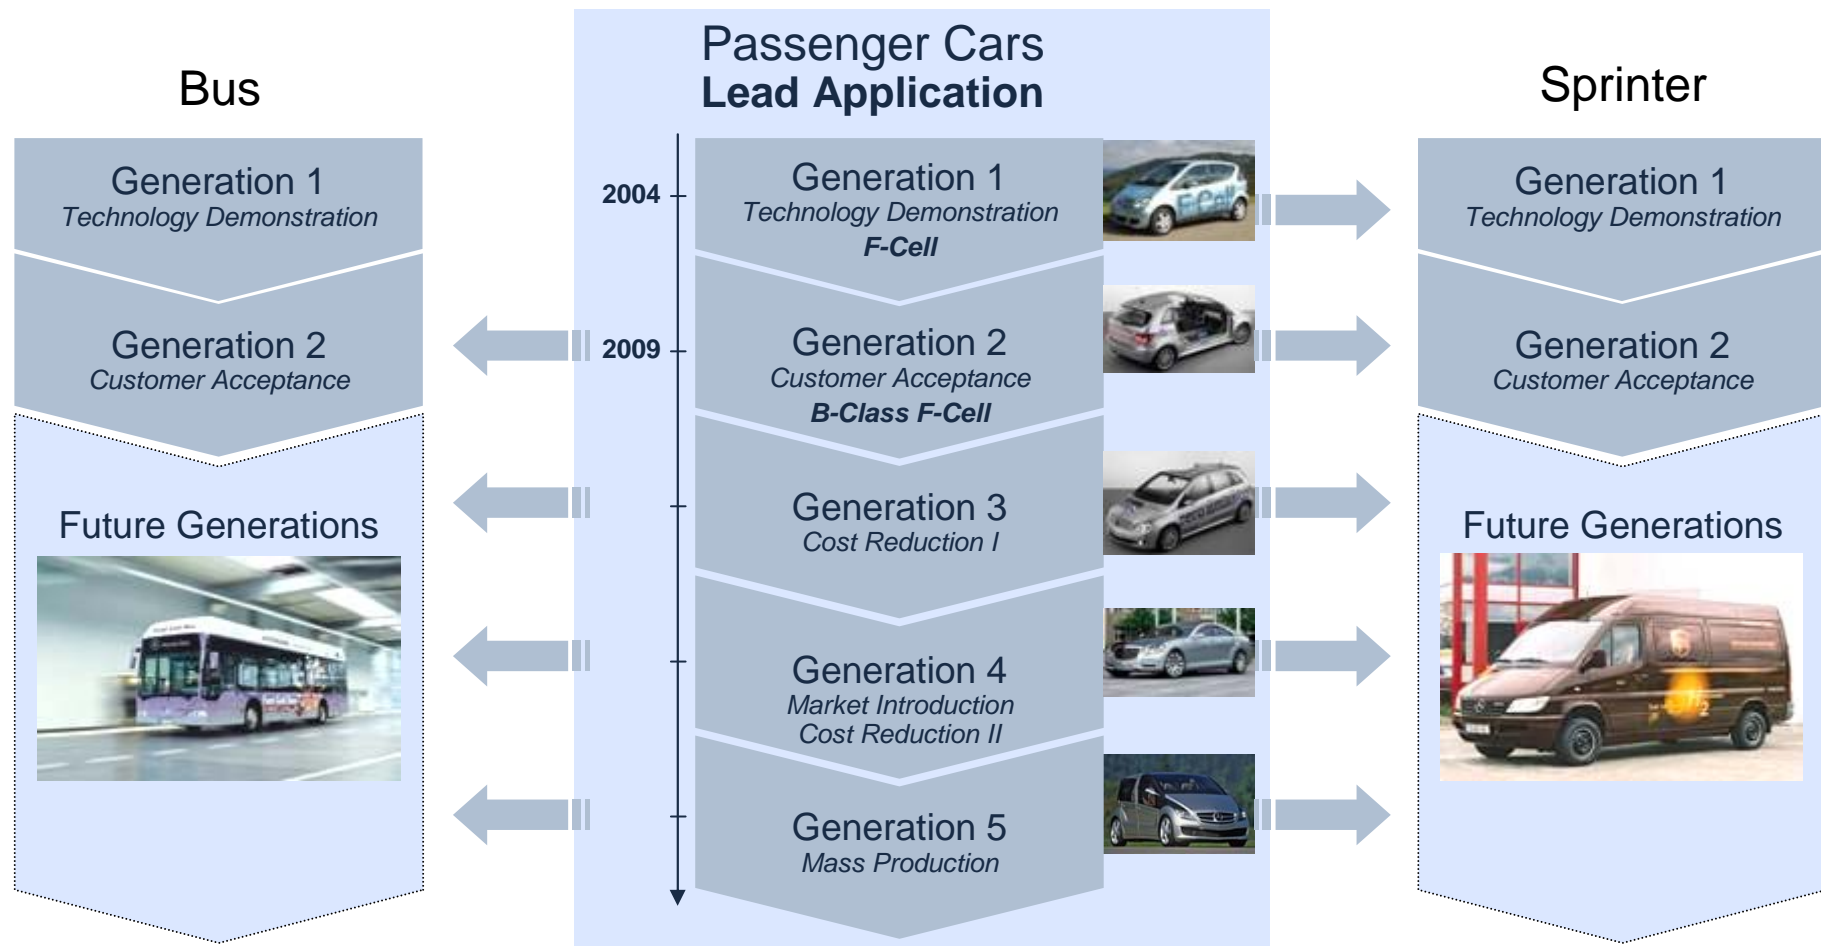 Passenger Cars
Lead Application
Bus
Sprinter
Generation 1
Technology Demonstration
Generation 2
Customer Acceptance
Future Generations
2004
2009
Generation 1
Technology Demonstration
F-Cell
Generation 2
Customer Acceptance
B-Class F-Cell
Generation 3
Cost Reduction I
Generation 4
Market Introduction
Cost Reduction II
Generation 5
Mass Production
F-Cell
Generation 1
Technology Demonstration
Generation 2
Customer Acceptance
Future Generations